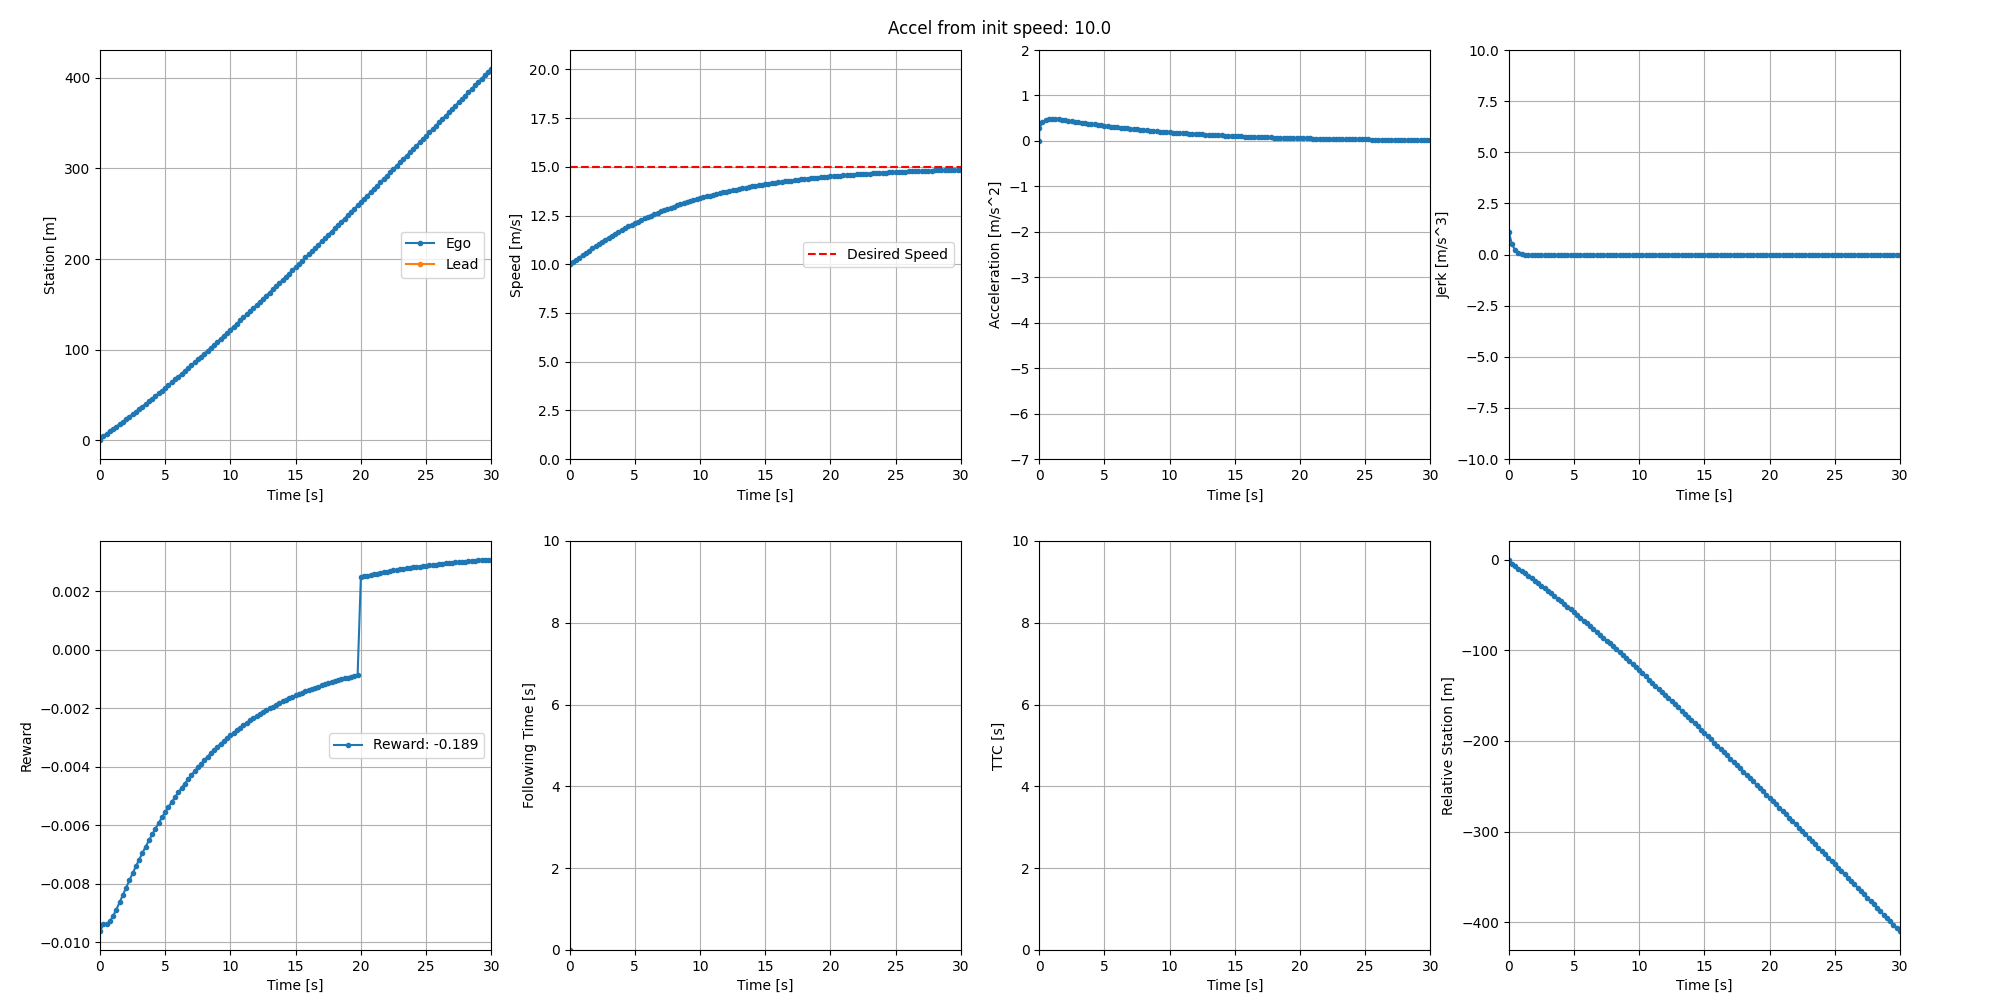 Accel from init speed: 10.0
400
300
200
100
0
Station [m]
Ego
Lead
0 5 10 15 20 25 30
Time [s]
20.0
17.5
15.0
12.5
10.0
7.5
5.0
2.5
0.0
Speed [m/s]
Desired Speed
0 5 10 15 20 25 30
Time [s]
2
1
0
−1
−2
−3
−4
−5
−6
−7
Acceleration [m/s^2]
0 5 10 15 20 25 30
Time [s]
10.0
7.5
5.0
2.5
0.0
−2.5
−5.0
−7.5
−10.0
Jerk [m/s^3]
0 5 10 15 20 25 30
Time [s]
0.002
0.000
−0.002
−0.004
−0.006
−0.008
−0.010
Reward
Reward: -0.189
0 5 10 15 20 25 30
Time [s]
10
8
6
4
2
0
Following Time [s]
0 5 10 15 20 25 30
Time [s]
10
8
6
4
2
0
TTC [s]
0 5 10 15 20 25 30
Time [s]
0
−100
−200
−300
−400
Relative Station [m]
0 5 10 15 20 25 30
Time [s]